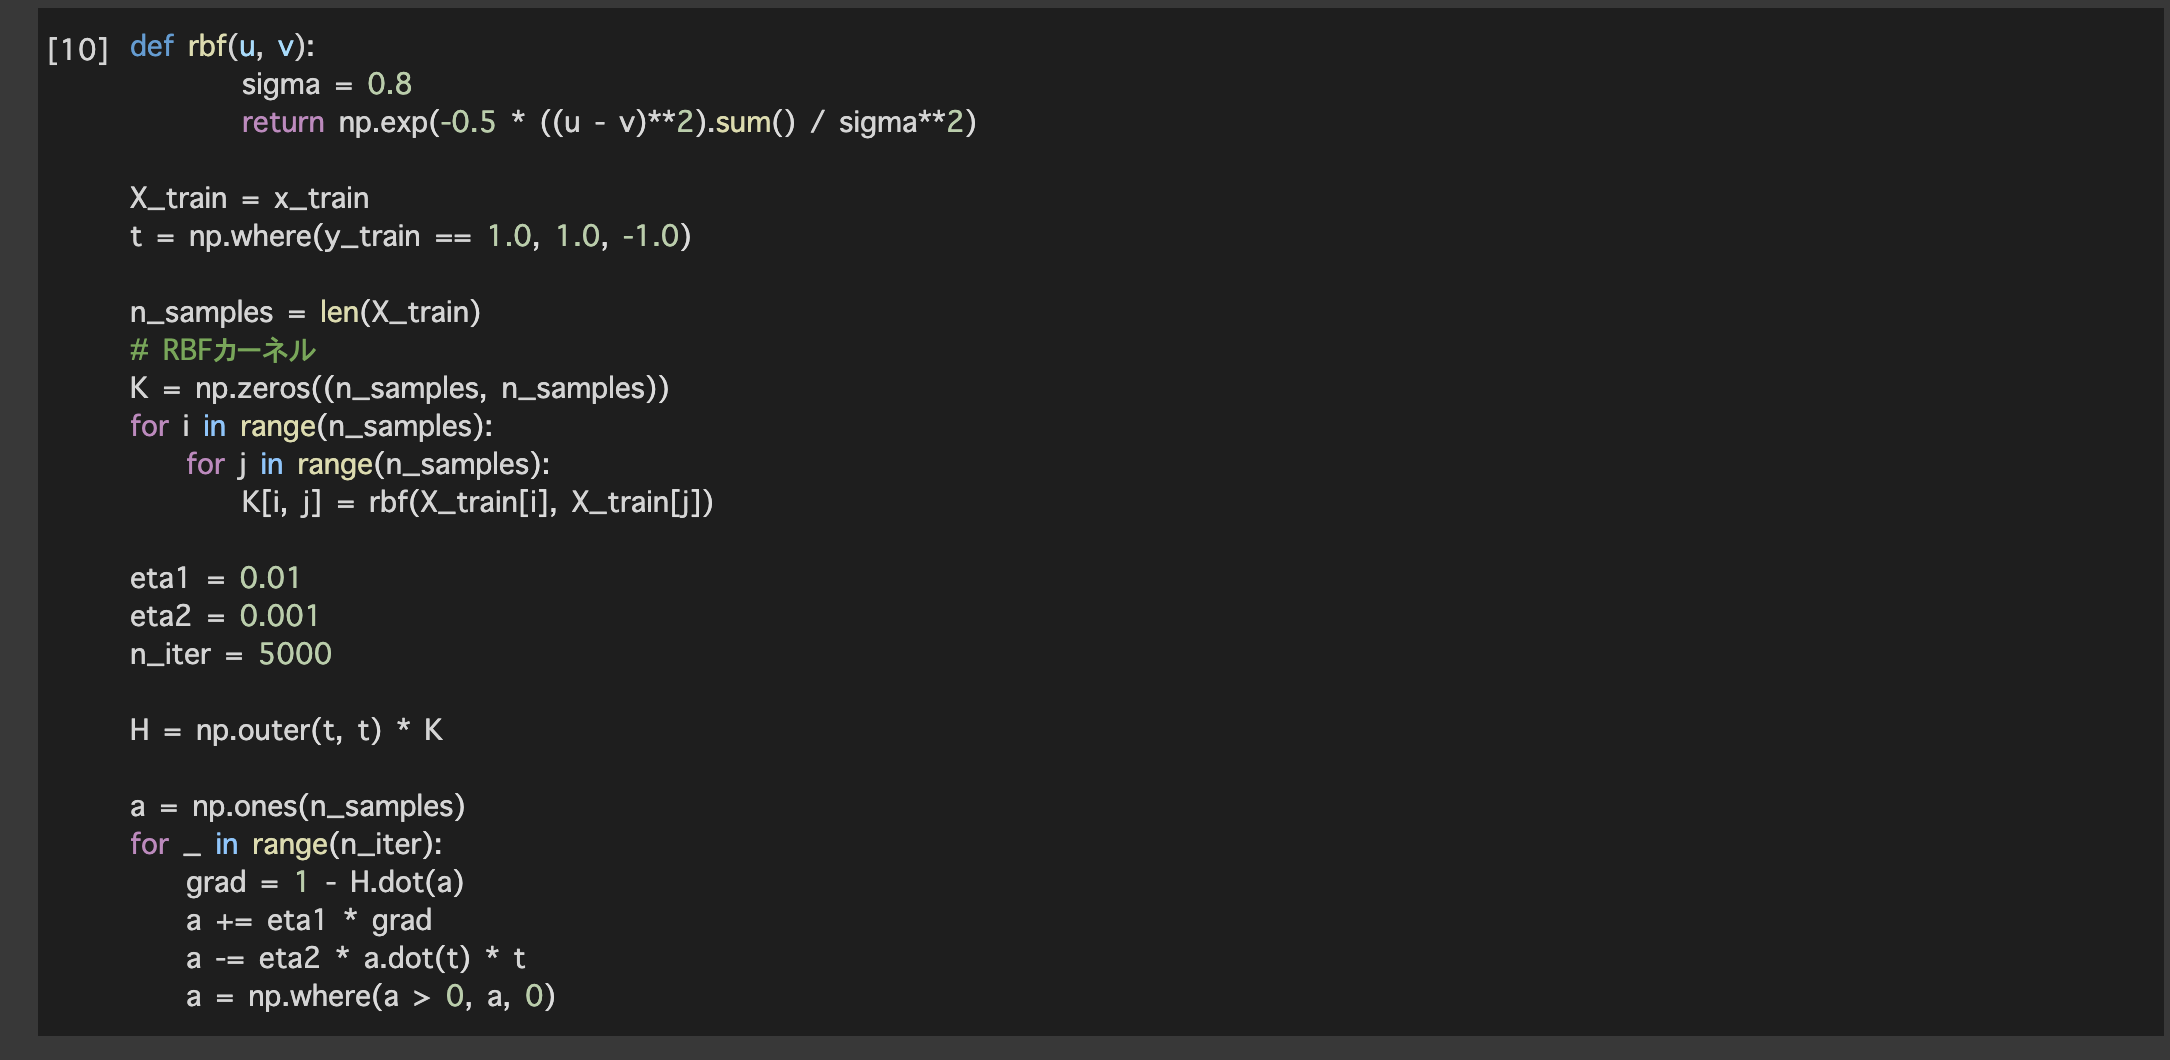 [10] def rbf(u, v):
        sigma = 0.8
        return np.exp(-0.5 * ((u - v)**2).sum() / sigma**2)

X_train = x_train
t = np.where(y_train == 1.0, 1.0, -1.0)

n_samples = len(X_train)
# RBFカーネル
K = np.zeros((n_samples, n_samples))
for i in range(n_samples):
    for j in range(n_samples):
        K[i, j] = rbf(X_train[i], X_train[j])

eta1 = 0.01
eta2 = 0.001
n_iter = 5000

H = np.outer(t, t) * K

a = np.ones(n_samples)
for _ in range(n_iter):
    grad = 1 - H.dot(a)
    a += eta1 * grad
    a -= eta2 * a.dot(t) * t
    a = np.where(a > 0, a, 0)